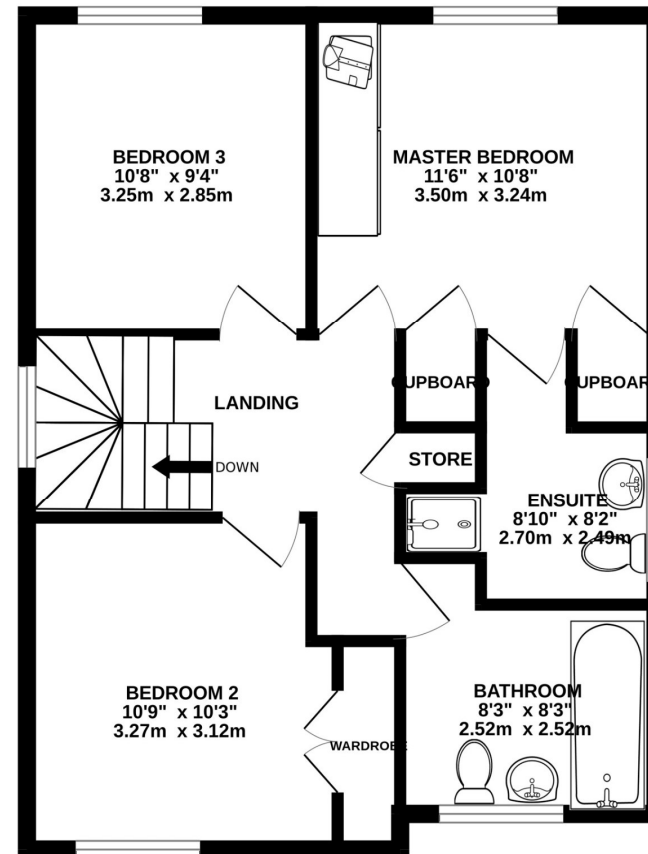 BEDROOM 3
10'8" x 9'4"
3.25m x 2.85m
MASTER BEDROOM
11'6" x 10'8"
3.50m x 3.24m
CUPBOARD
CUPBOARD
LANDING
STORE
DOWN
ENSUITE
8'10" x 8'2"
2.70m x 2.49m
BEDROOM 2
10'9" x 10'3"
3.27m x 3.12m
WARDROBE
BATHROOM
8'3" x 8'3"
2.52m x 2.52m